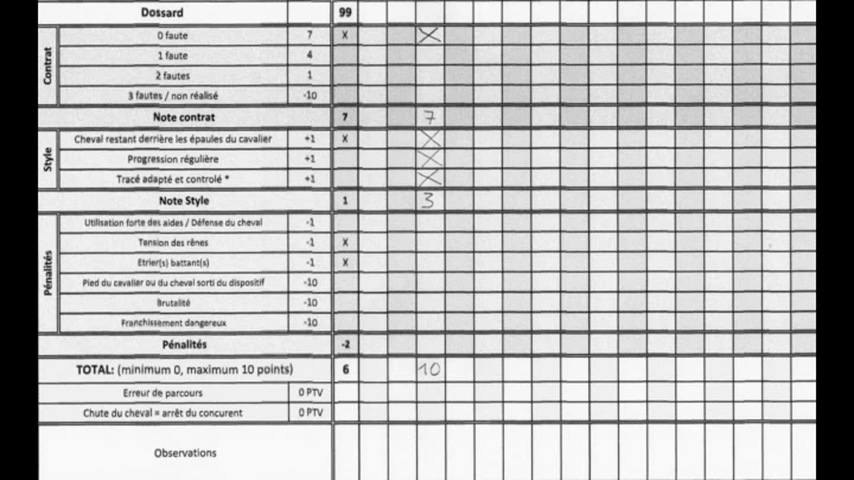 Dossard 99
Contrat
0 faute 7 X X
1 faute 4
2 fautes 1
3 fautes / non réalisé -10
Note contrat 7 7
Style
Cheval restant derrière les épaules du cavalier +1 X X
Progression régulière +1 X
Tracé adapté et controlé * +1 X
Note Style 1 3
Pénalités
Utilisation forte des aides / Défense du cheval -1
Tension des rênes -1 X
Etrier(s) battant(s) -1 X
Pied du cavalier ou du cheval sorti du dispositif -10
Brutalité -10
Franchissement dangereux -10
Pénalités -2
TOTAL: (minimum 0, maximum 10 points) 6 10
Erreur de parcours 0 PTV
Chute du cheval = arrêt du concurent 0 PTV
Observations